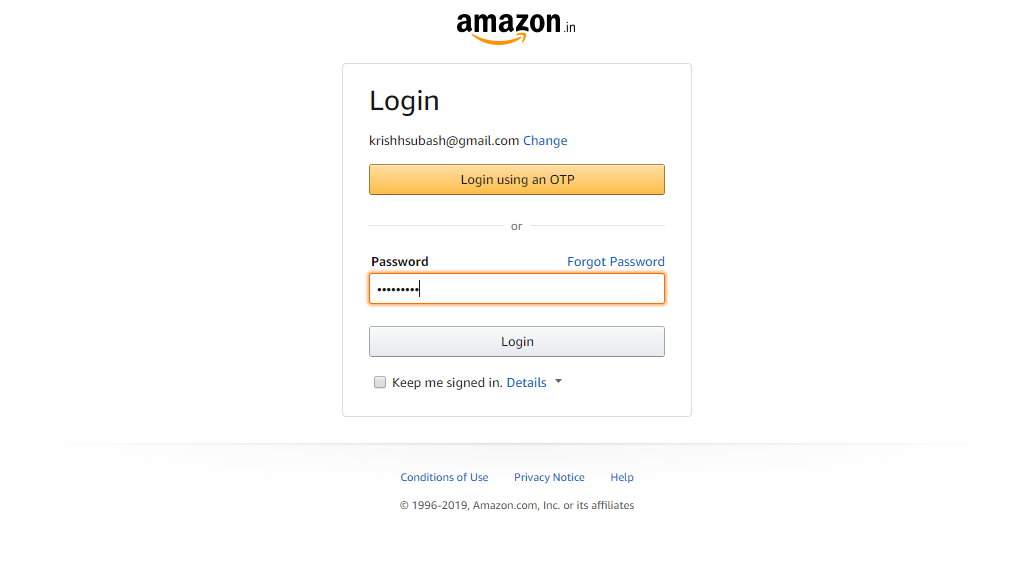 amazon.in
Login
krishhsubash@gmail.com Change
Login using an OTP
or
Password Forgot Password
•••••••••
Login
Keep me signed in. Details
Conditions of Use Privacy Notice Help
© 1996-2019, Amazon.com, Inc. or its affiliates